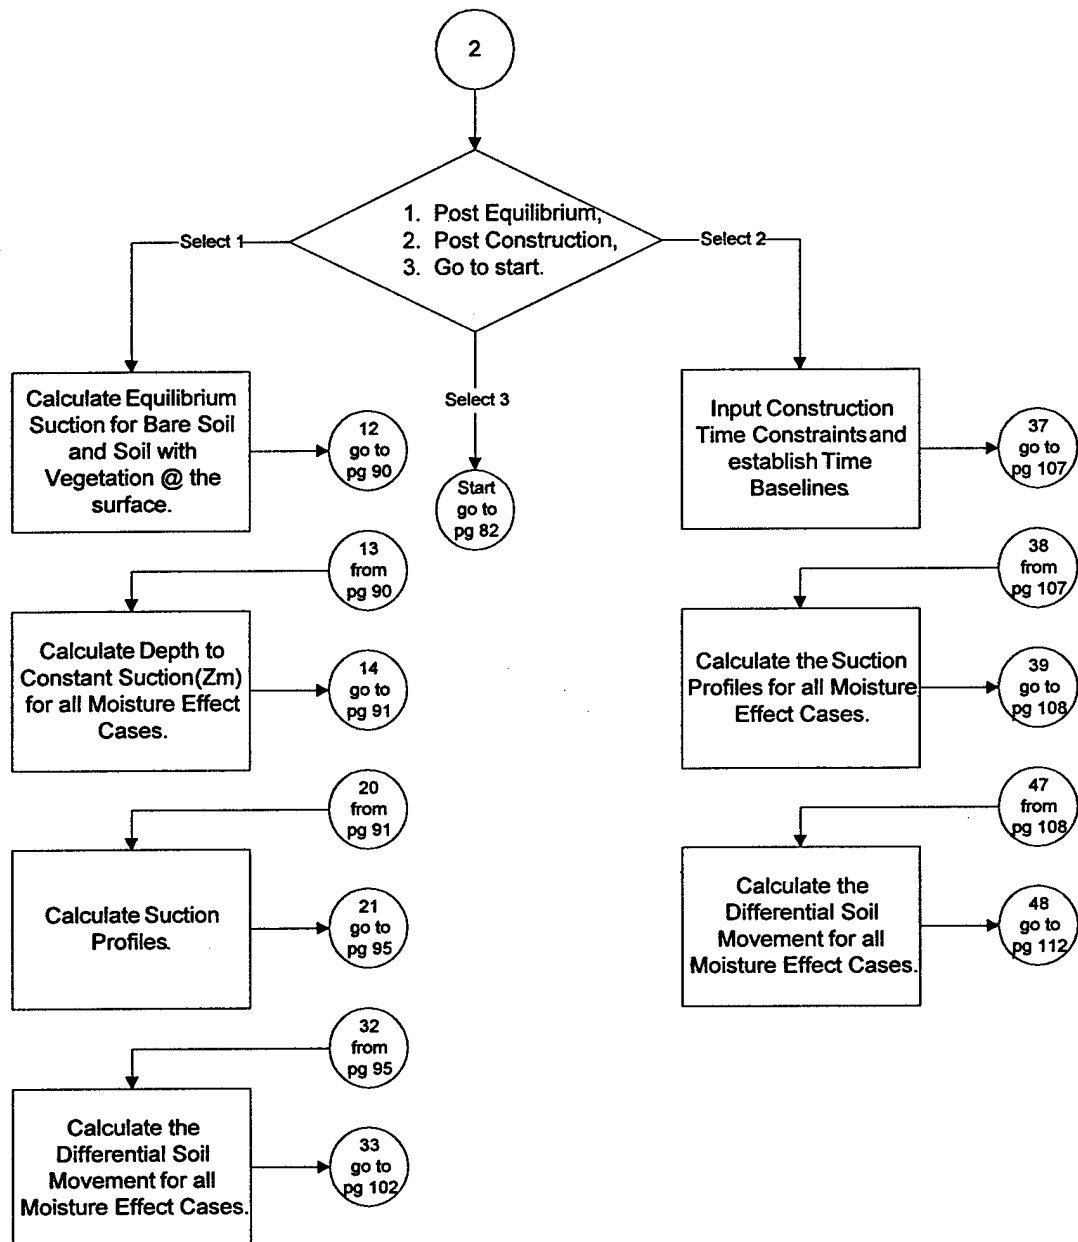 2
1. Post Equilibrium,
2. Post Construction,
3. Go to start.
Select 1
Select 2
Select 3
Calculate Equilibrium
Suction for Bare Soil
and Soil with
Vegetation @ the
surface.
12
go to
pg 90
Start
go to
pg 82
Input Construction
Time Constraints and
establish Time
Baselines.
37
go to
pg 107
13
from
pg 90
Calculate Depth to
Constant Suction(Zm)
for all Moisture Effect
Cases.
14
go to
pg 91
38
from
pg 107
Calculate the Suction
Profiles for all Moisture
Effect Cases.
39
go to
pg 108
20
from
pg 91
Calculate Suction
Profiles.
21
go to
pg 95
47
from
pg 108
Calculate the
Differential Soil
Movement for all
Moisture Effect Cases.
48
go to
pg 112
32
from
pg 95
Calculate the
Differential Soil
Movement for all
Moisture Effect Cases.
33
go to
pg 102